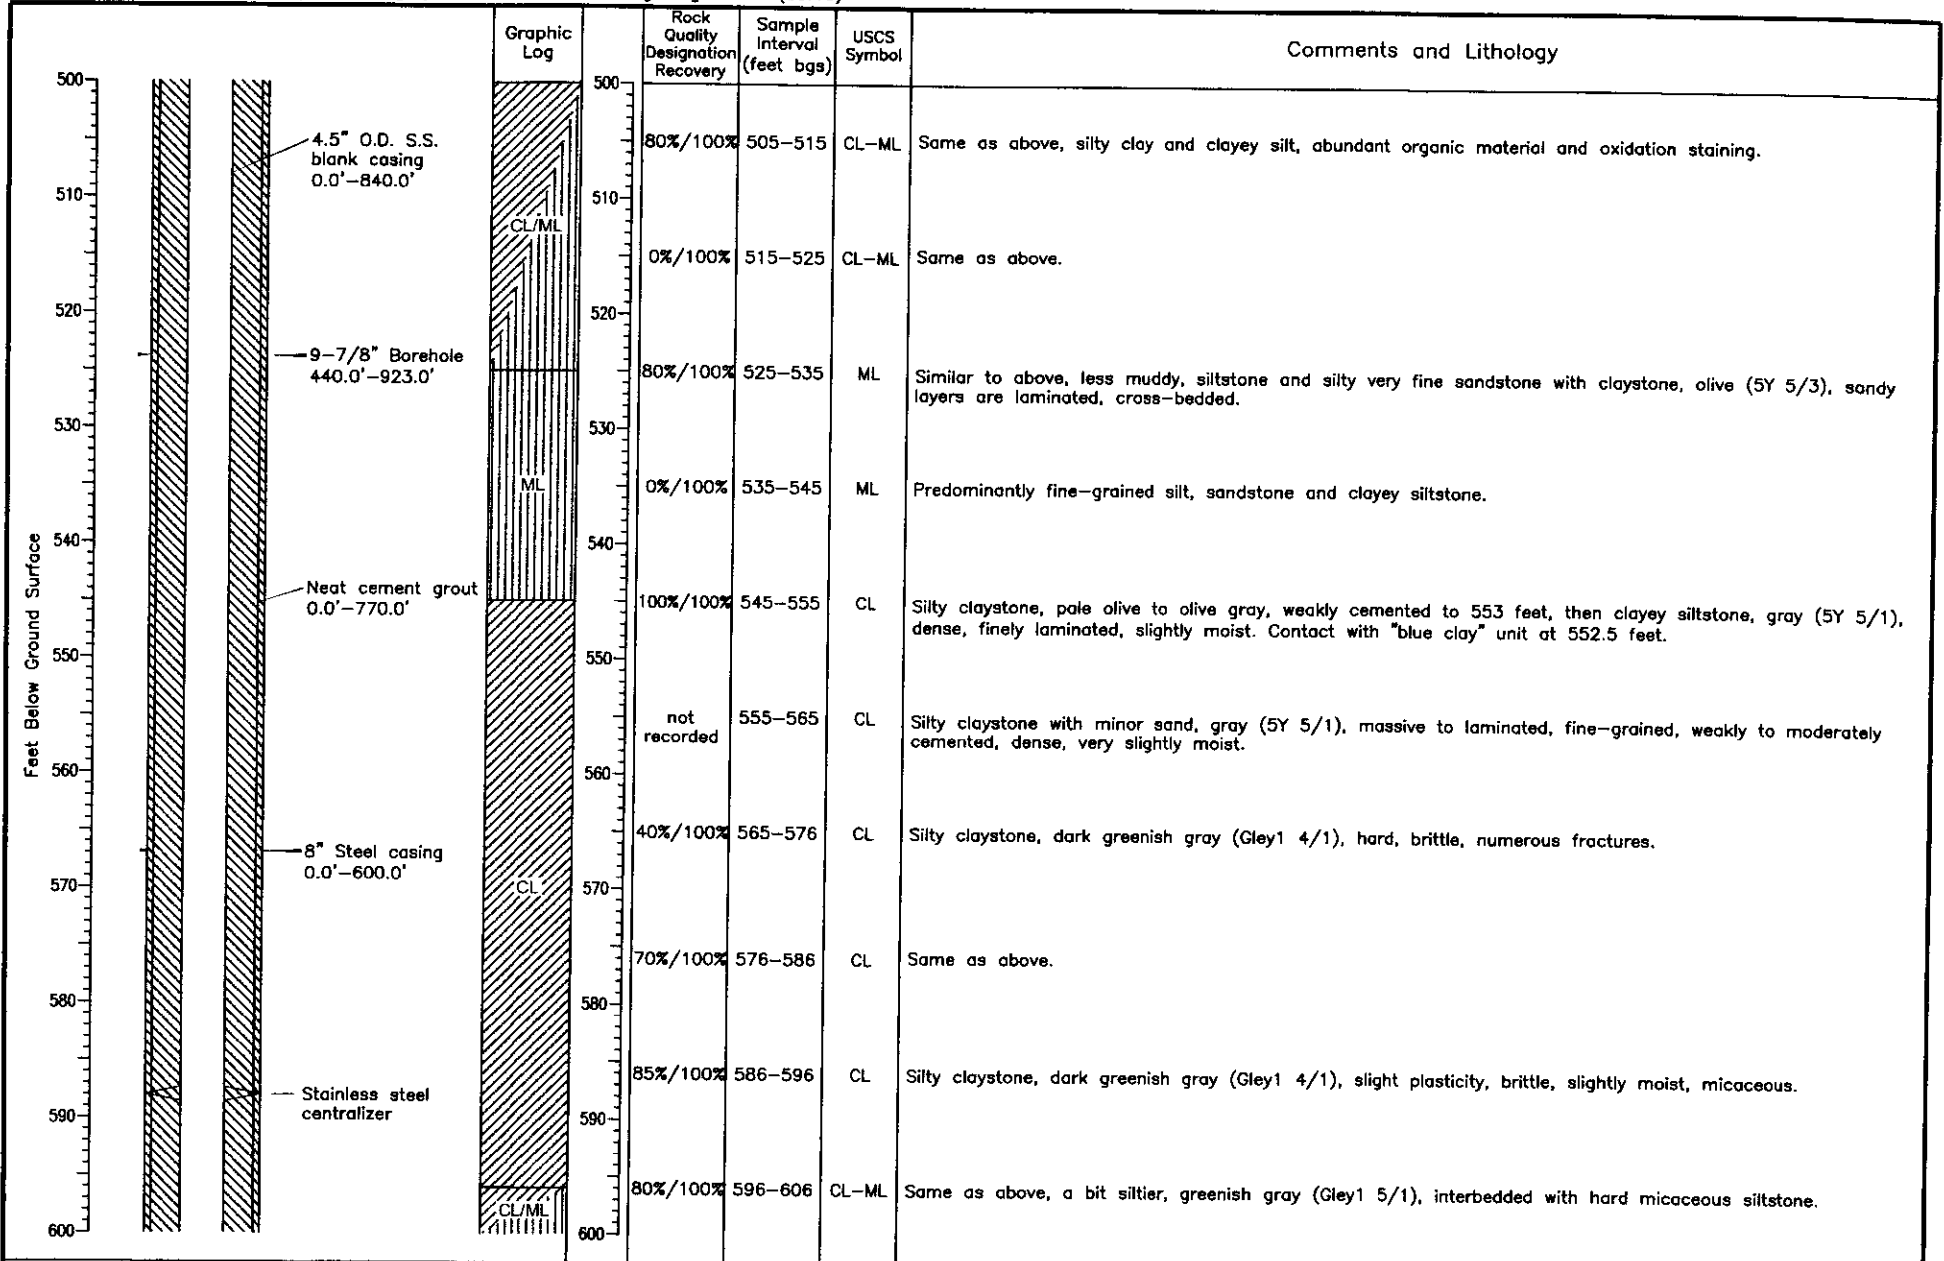 Graphic
Log
Rock
Quality
Designation
Recovery
Sample
Interval
(feet bgs)
USCS
Symbol
Comments and Lithology
Feet Below Ground Surface
500
510
520
530
540
550
560
570
580
590
600
4.5" O.D. S.S.
blank casing
0.0'–840.0'
9–7/8" Borehole
440.0'–923.0'
Neat cement grout
0.0'–770.0'
8" Steel casing
0.0'–600.0'
Stainless steel
centralizer
CL/ML
ML
CL
CL/ML
500
510
520
530
540
550
560
570
580
590
600
80%/100% 505–515 CL–ML Same as above, silty clay and clayey silt, abundant organic material and oxidation staining.
0%/100% 515–525 CL–ML Same as above.
80%/100% 525–535 ML Similar to above, less muddy, siltstone and silty very fine sandstone with claystone, olive (5Y 5/3), sandy
layers are laminated, cross–bedded.
0%/100% 535–545 ML Predominantly fine–grained silt, sandstone and clayey siltstone.
100%/100% 545–555 CL Silty claystone, pale olive to olive gray, weakly cemented to 553 feet, then clayey siltstone, gray (5Y 5/1),
dense, finely laminated, slightly moist. Contact with "blue clay" unit at 552.5 feet.
not
recorded
555–565 CL Silty claystone with minor sand, gray (5Y 5/1), massive to laminated, fine–grained, weakly to moderately
cemented, dense, very slightly moist.
40%/100% 565–576 CL Silty claystone, dark greenish gray (Gley1 4/1), hard, brittle, numerous fractures.
70%/100% 576–586 CL Same as above.
85%/100% 586–596 CL Silty claystone, dark greenish gray (Gley1 4/1), slight plasticity, brittle, slightly moist, micaceous.
80%/100% 596–606 CL–ML Same as above, a bit siltier, greenish gray (Gley1 5/1), interbedded with hard micaceous siltstone.